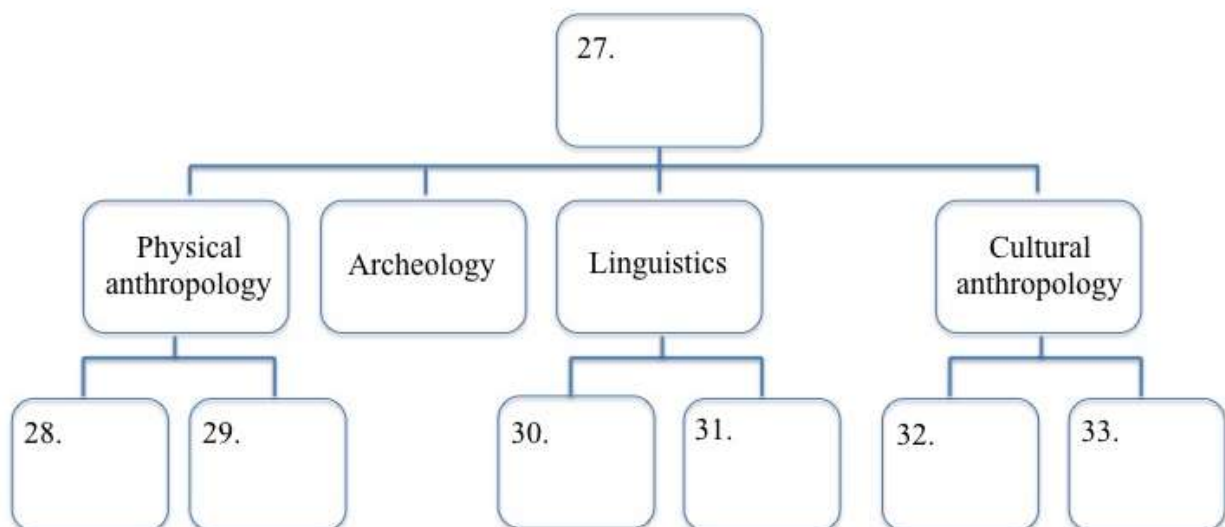 27.
Physical
anthropology
Archeology
Linguistics
Cultural
anthropology
28.
29.
30.
31.
32.
33.